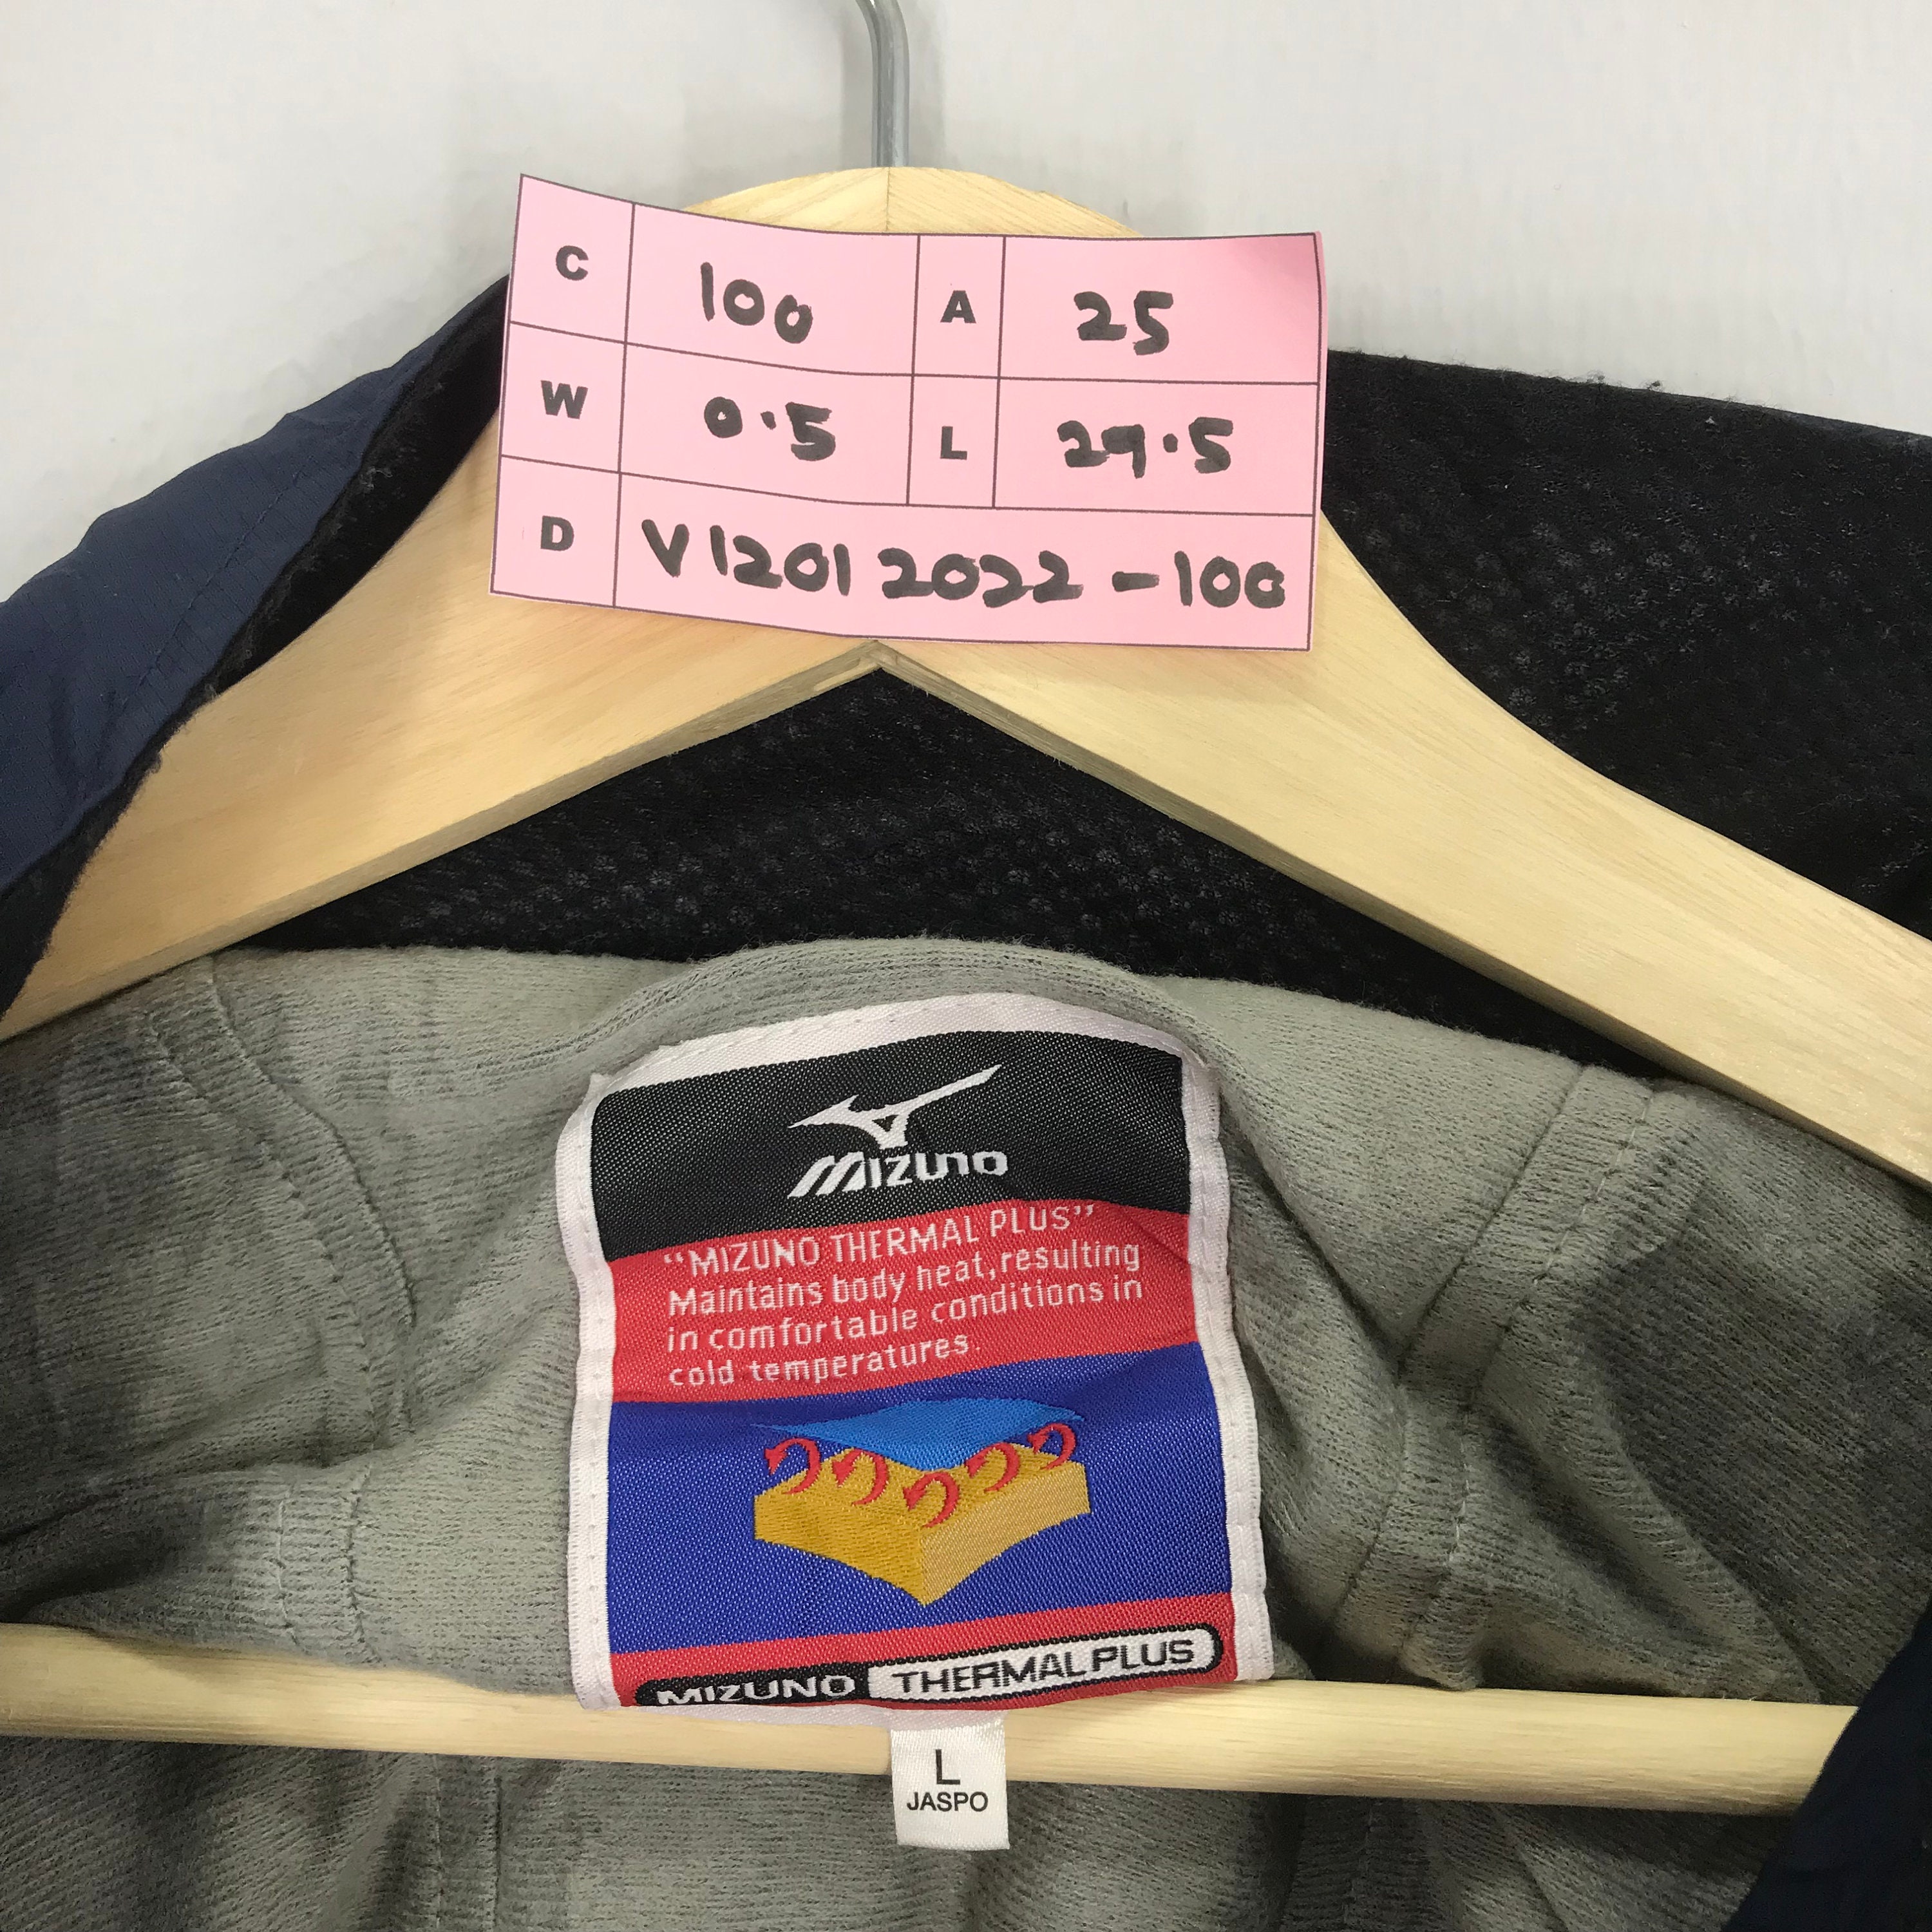 C 100 A 25
W 0.5 L 27.5
D V12012022-100
MIZUNO
“MIZUNO THERMAL PLUS”
Maintains body heat, resulting
in comfortable conditions in
cold temperatures.
MIZUNO THERMAL PLUS
L
JASPO